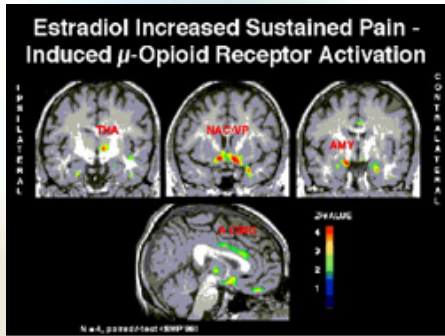 Estradiol Increased Sustained Pain -
Induced μ-Opioid Receptor Activation
IPSILATERAL
CONTRALATERAL
THA
NAC/VP
AMY
Z-VALUE
4
3
2
1